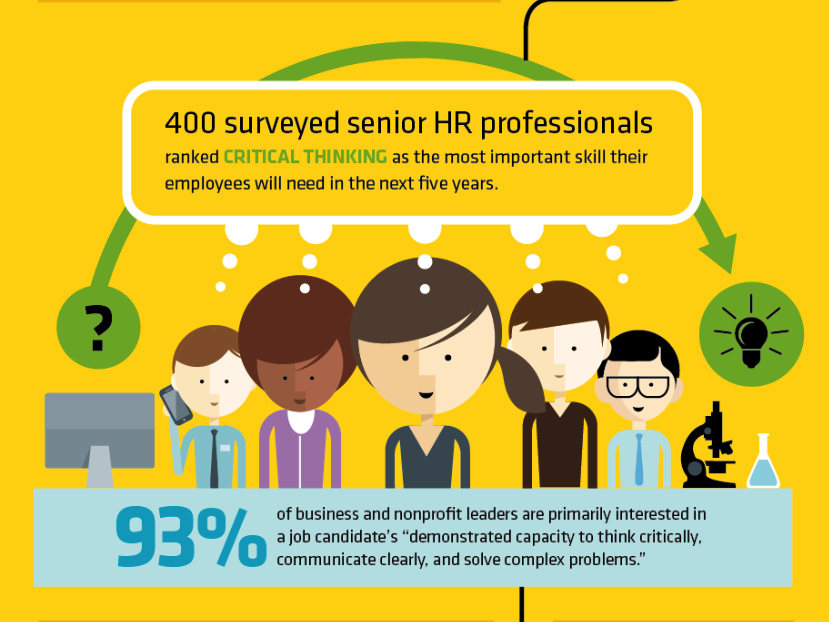 400 surveyed senior HR professionals
ranked CRITICAL THINKING as the most important skill their
employees will need in the next five years.
?
93%
of business and nonprofit leaders are primarily interested in
a job candidate's “demonstrated capacity to think critically,
communicate clearly, and solve complex problems.”